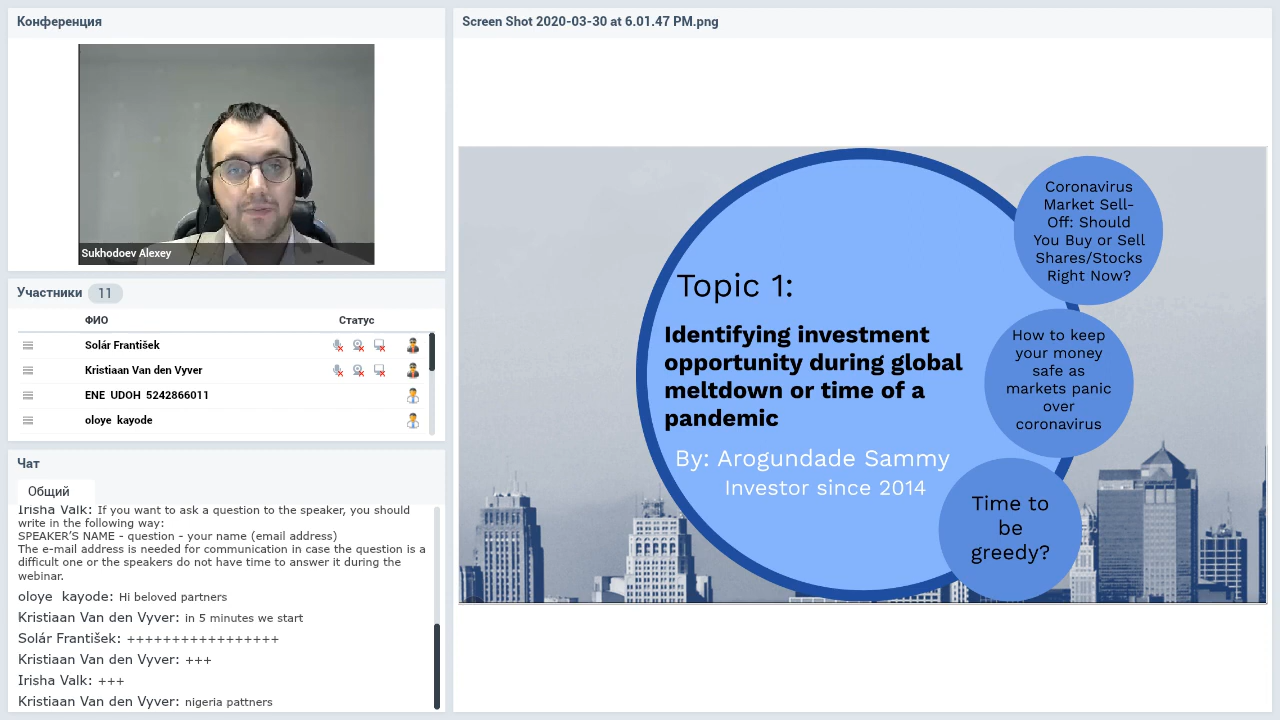 Конференция
Sukhodoev Alexey
Участники 11
ФИО Статус
Solár František
Kristiaan Van den Vyver
ENE UDOH 5242866011
oloye kayode
Чат
Общий
Irisha Valk: If you want to ask a question to the speaker, you should
write in the following way:
SPEAKER'S NAME - question - your name (email address)
The e-mail address is needed for communication in case the question is a
difficult one or the speakers do not have time to answer it during the
webinar.
oloye kayode: Hi beloved partners
Kristiaan Van den Vyver: in 5 minutes we start
Solár František: +++++++++++++++++
Kristiaan Van den Vyver: +++
Irisha Valk: +++
Kristiaan Van den Vyver: nigeria pattners
Screen Shot 2020-03-30 at 6.01.47 PM.png
Topic 1:
Identifying investment
opportunity during global
meltdown or time of a
pandemic
By: Arogundade Sammy
Investor since 2014
Coronavirus
Market Sell-
Off: Should
You Buy or Sell
Shares/Stocks
Right Now?
How to keep
your money
safe as
markets panic
over
coronavirus
Time to
be
greedy?